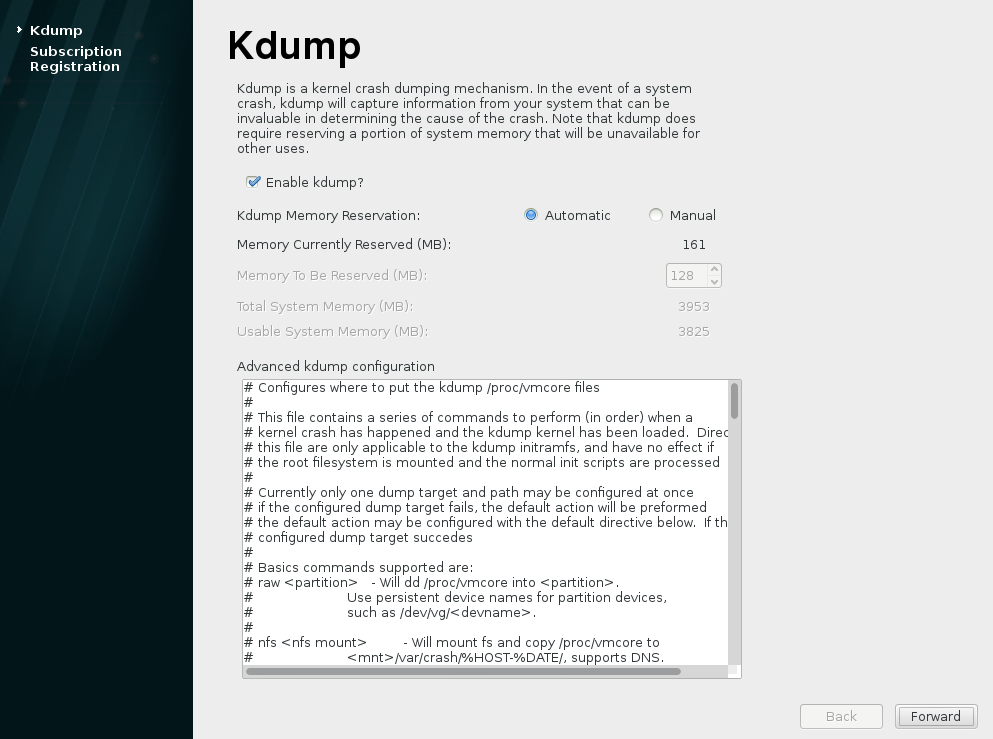 Kdump
Subscription
Registration
Kdump
Kdump is a kernel crash dumping mechanism. In the event of a system
crash, kdump will capture information from your system that can be
invaluable in determining the cause of the crash. Note that kdump does
require reserving a portion of system memory that will be unavailable for
other uses.
Enable kdump?
Kdump Memory Reservation: Automatic Manual
Memory Currently Reserved (MB): 161
Memory To Be Reserved (MB): 128
Total System Memory (MB): 3953
Usable System Memory (MB): 3825
Advanced kdump configuration
# Configures where to put the kdump /proc/vmcore files
#
# This file contains a series of commands to perform (in order) when a
# kernel crash has happened and the kdump kernel has been loaded.  Direc
# this file are only applicable to the kdump initramfs, and have no effect if
# the root filesystem is mounted and the normal init scripts are processed
#
# Currently only one dump target and path may be configured at once
# if the configured dump target fails, the default action will be preformed
# the default action may be configured with the default directive below.  If th
# configured dump target succedes
#
# Basics commands supported are:
# raw <partition>   - Will dd /proc/vmcore into <partition>.
#                     Use persistent device names for partition devices,
#                     such as /dev/vg/<devname>.
#
# nfs <nfs mount>         - Will mount fs and copy /proc/vmcore to
#                     <mnt>/var/crash/%HOST-%DATE/, supports DNS.
Back Forward